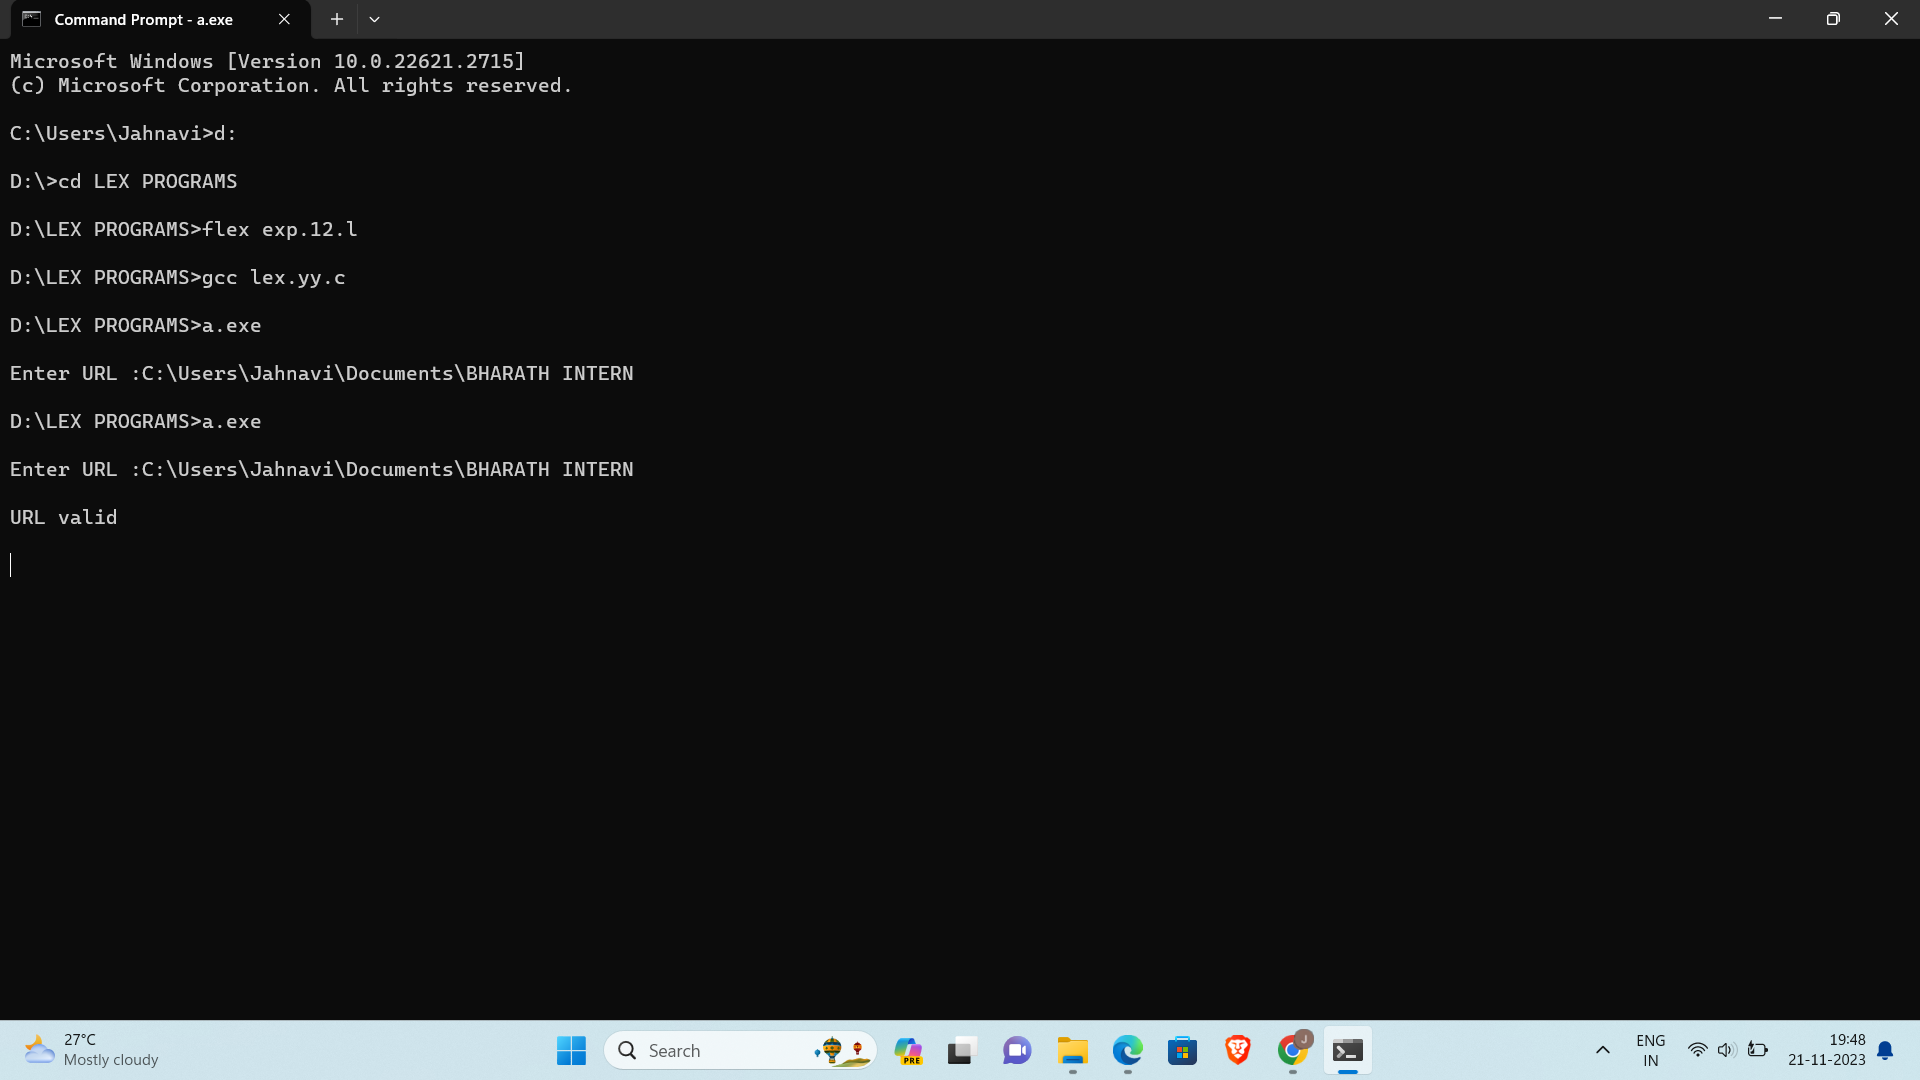 Command Prompt - a.exe
Microsoft Windows [Version 10.0.22621.2715]
(c) Microsoft Corporation. All rights reserved.
C:\Users\Jahnavi>d:
D:\>cd LEX PROGRAMS
D:\LEX PROGRAMS>flex exp.12.l
D:\LEX PROGRAMS>gcc lex.yy.c
D:\LEX PROGRAMS>a.exe
Enter URL :C:\Users\Jahnavi\Documents\BHARATH INTERN
D:\LEX PROGRAMS>a.exe
Enter URL :C:\Users\Jahnavi\Documents\BHARATH INTERN
URL valid
27°C
Mostly cloudy
Search
PRE
J
ENG
IN
19:48
21-11-2023